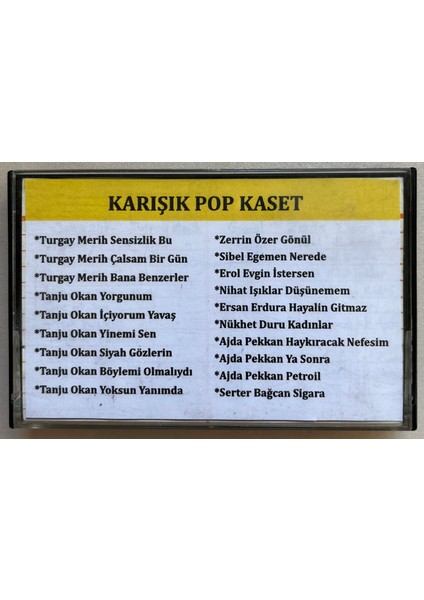 KARIŞIK POP KASET
*Turgay Merih Sensizlik Bu
*Turgay Merih Çalsam Bir Gün
*Turgay Merih Bana Benzerler
*Tanju Okan Yorgunum
*Tanju Okan İçiyorum Yavaş
*Tanju Okan Yinemi Sen
*Tanju Okan Siyah Gözlerin
*Tanju Okan Böylemi Olmalıydı
*Tanju Okan Yoksun Yanımda
*Zerrin Özer Gönül
*Sibel Egemen Nerede
*Erol Evgin İstersen
*Nihat Işıklar Düşünemem
*Ersan Erdura Hayalin Gitmaz
*Nükhet Duru Kadınlar
*Ajda Pekkan Haykıracak Nefesim
*Ajda Pekkan Ya Sonra
*Ajda Pekkan Petroil
*Serter Bağcan Sigara